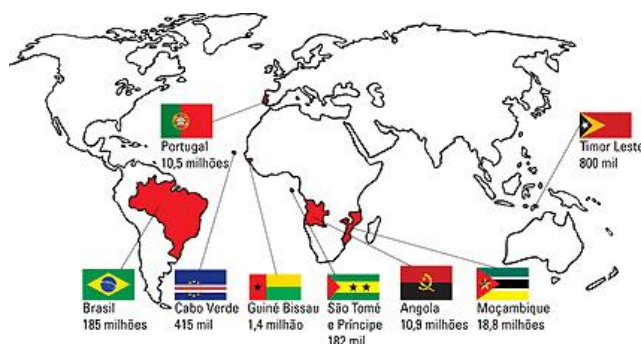 Portugal
10,5 milhões
Timor Leste
800 mil
Brasil
185 milhões
Cabo Verde
415 mil
Guiné Bissau
1,4 milhão
São Tomé
e Príncipe
182 mil
Angola
10,9 milhões
Moçambique
18,8 milhões